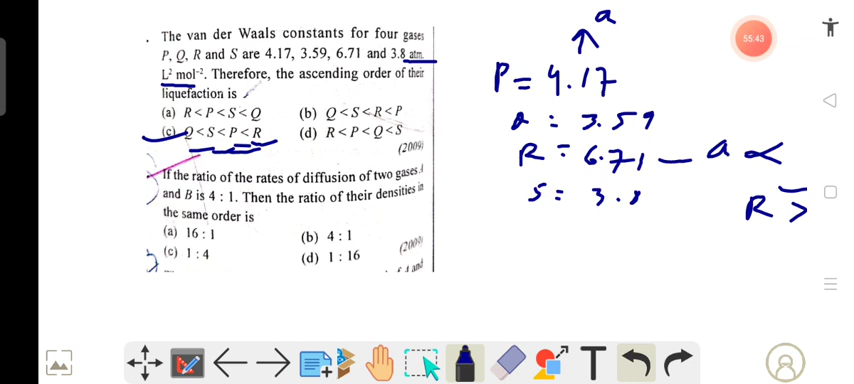 . The van der Waals constants for four gases
P, Q, R and S are 4.17, 3.59, 6.71 and 3.8 atm.
L² mol⁻². Therefore, the ascending order of their
liquefaction is
(a) R < P < S < Q (b) Q < S < R < P
(c) Q < S < P < R (d) R < P < Q < S
(2009)
If the ratio of the rates of diffusion of two gases A
and B is 4 : 1. Then the ratio of their densities in
the same order is
(a) 16 : 1 (b) 4 : 1
(c) 1 : 4 (d) 1 : 16
(2009)
and
a
P = 4.17
= 3.59
R = 6.71 — a ∝
S = 3.8
R >
55:43
T